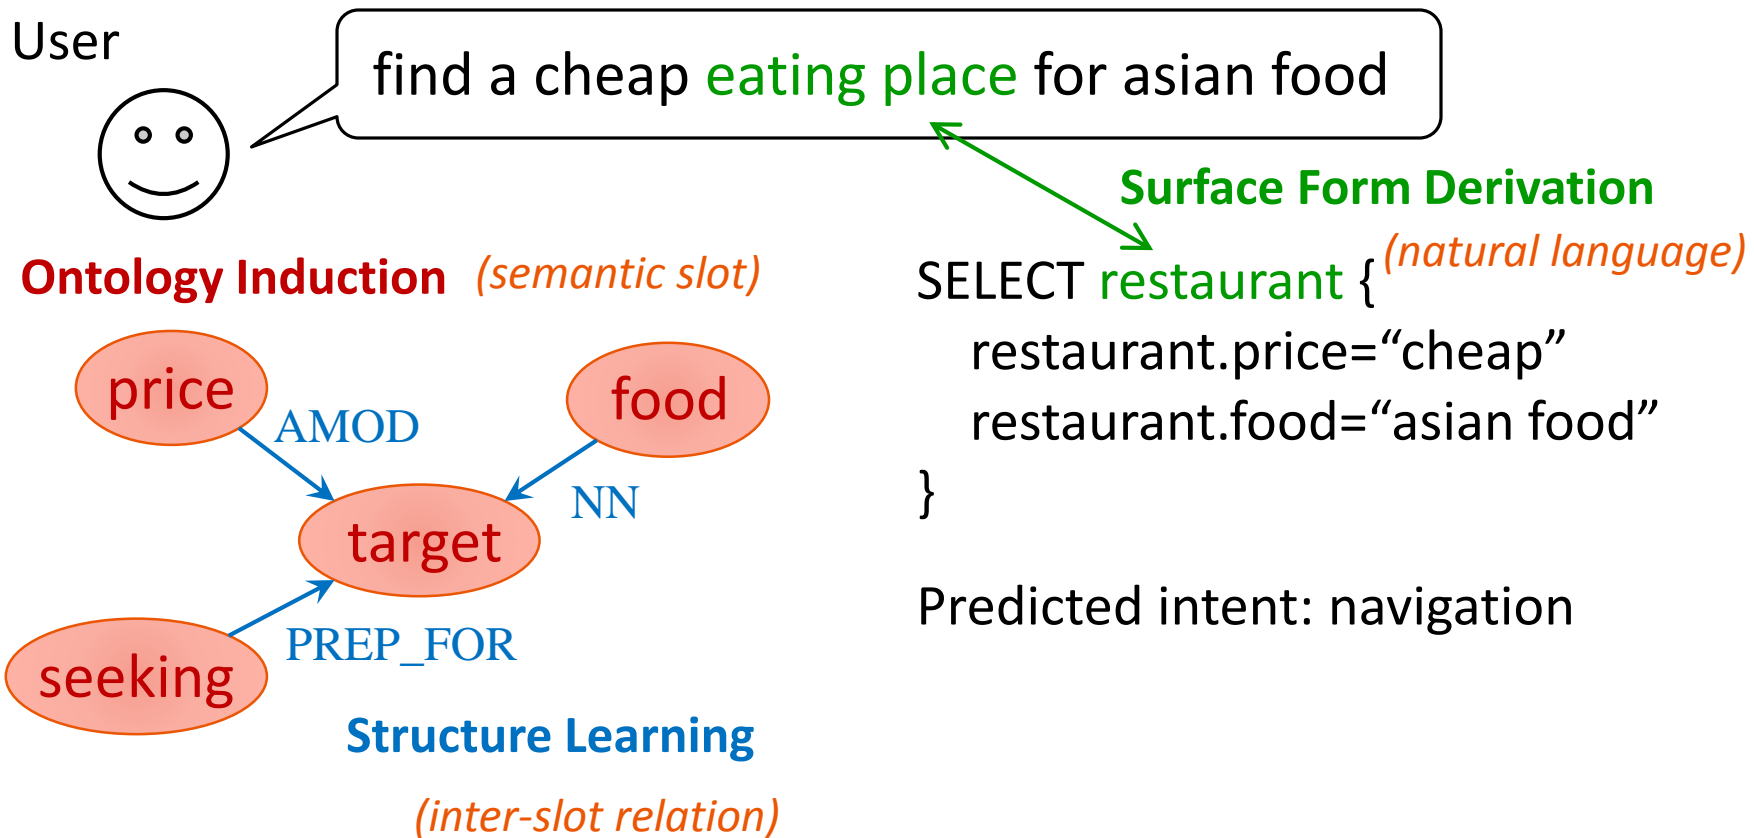 User
find a cheap eating place for asian food
Surface Form Derivation
(natural language)
Ontology Induction (semantic slot)
price
food
AMOD
NN
target
PREP_FOR
seeking
Structure Learning
(inter-slot relation)
SELECT restaurant {
restaurant.price=“cheap”
restaurant.food=“asian food”
}
Predicted intent: navigation